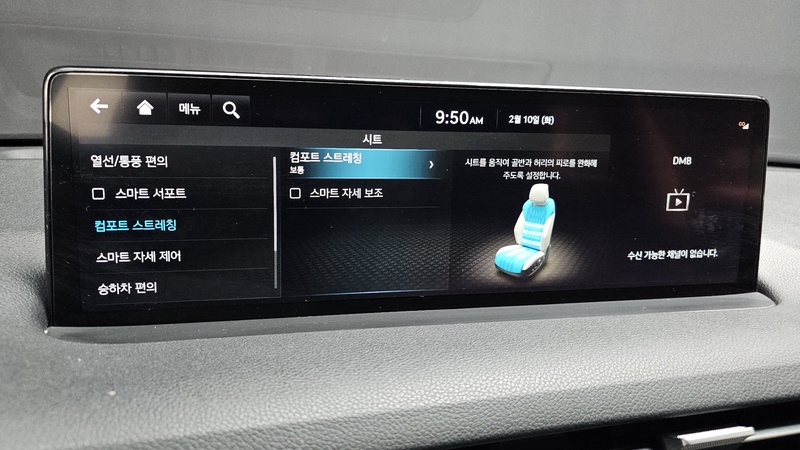 메뉴
9:50 AM
2월 10일 (화)
시트
열선/통풍 편의
스마트 서포트
컴포트 스트레칭
스마트 자세 제어
승하차 편의
컴포트 스트레칭
보통
스마트 자세 보조
시트를 움직여 골반과 허리의 피로를 완화해
주도록 설정합니다.
DMB
수신 가능한 채널이 없습니다.